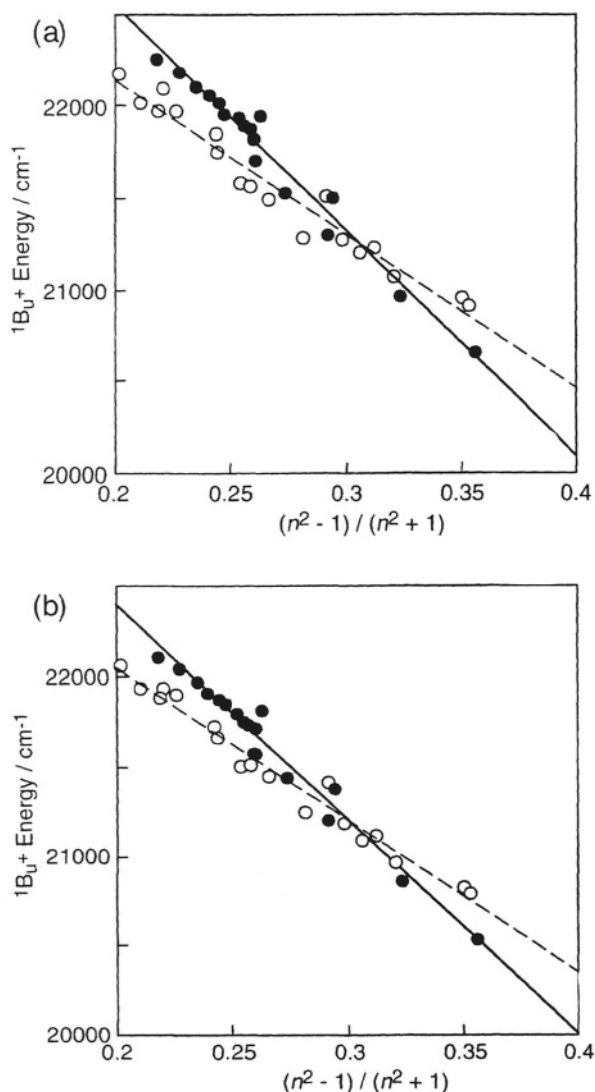 (a)
22000
21000
20000
¹Bᵤ⁺ Energy / cm⁻¹
0.2 0.25 0.3 0.35 0.4
(n² - 1) / (n² + 1)
(b)
22000
21000
20000
¹Bᵤ⁺ Energy / cm⁻¹
0.2 0.25 0.3 0.35 0.4
(n² - 1) / (n² + 1)